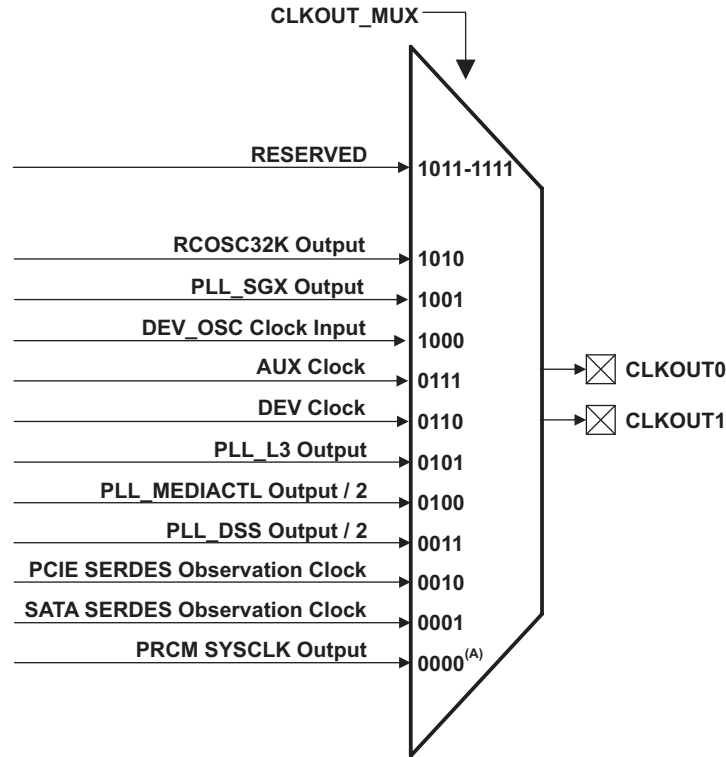 CLKOUT_MUX
RESERVED
1011-1111
RCOSC32K Output
1010
PLL_SGX Output
1001
DEV_OSC Clock Input
1000
AUX Clock
0111
DEV Clock
0110
CLKOUT0
CLKOUT1
PLL_L3 Output
0101
PLL_MEDIACTL Output / 2
0100
PLL_DSS Output / 2
0011
PCIE SERDES Observation Clock
0010
SATA SERDES Observation Clock
0001
PRCM SYSCLK Output
0000(A)